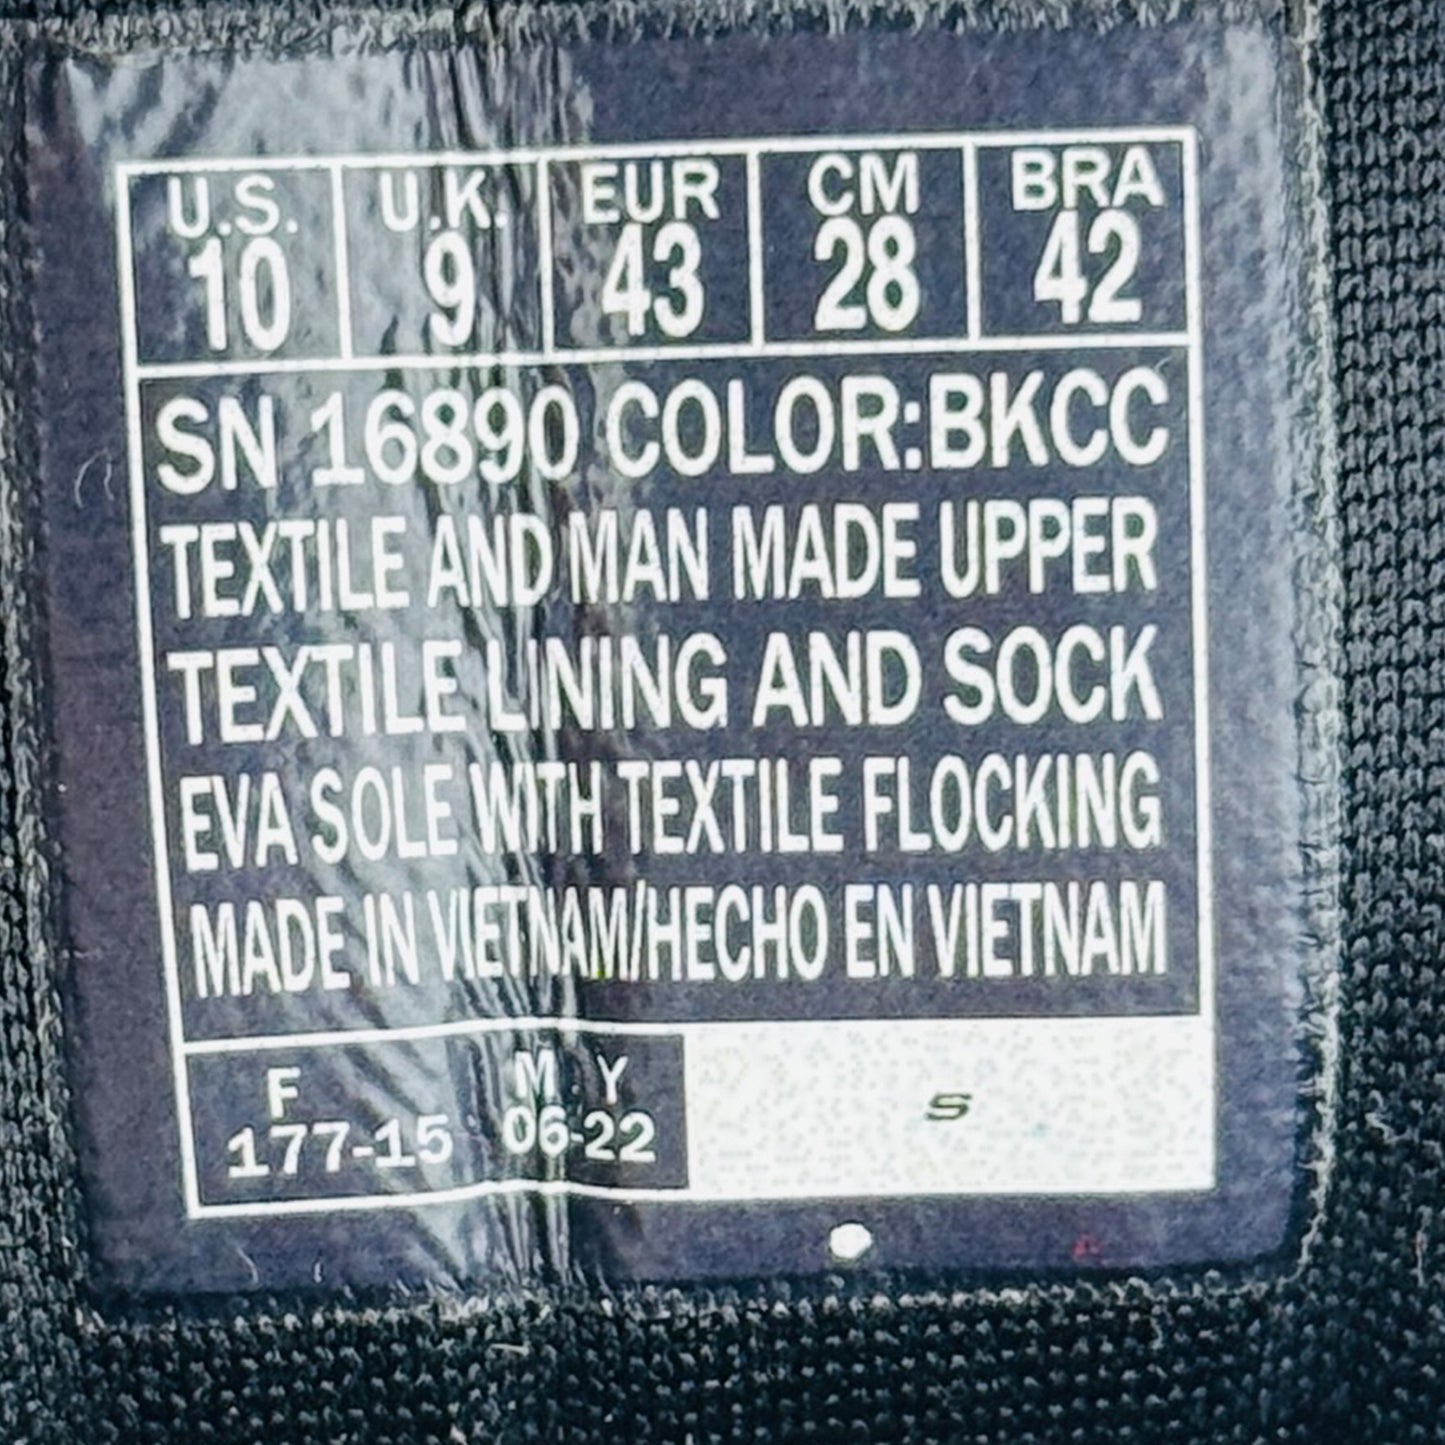 U.S. U.K. EUR CM BRA
10 9 43 28 42
SN 16890 COLOR:BKCC
TEXTILE AND MAN MADE UPPER
TEXTILE LINING AND SOCK
EVA SOLE WITH TEXTILE FLOCKING
MADE IN VIETNAM/HECHO EN VIETNAM
F M Y
177-15 06-22
S